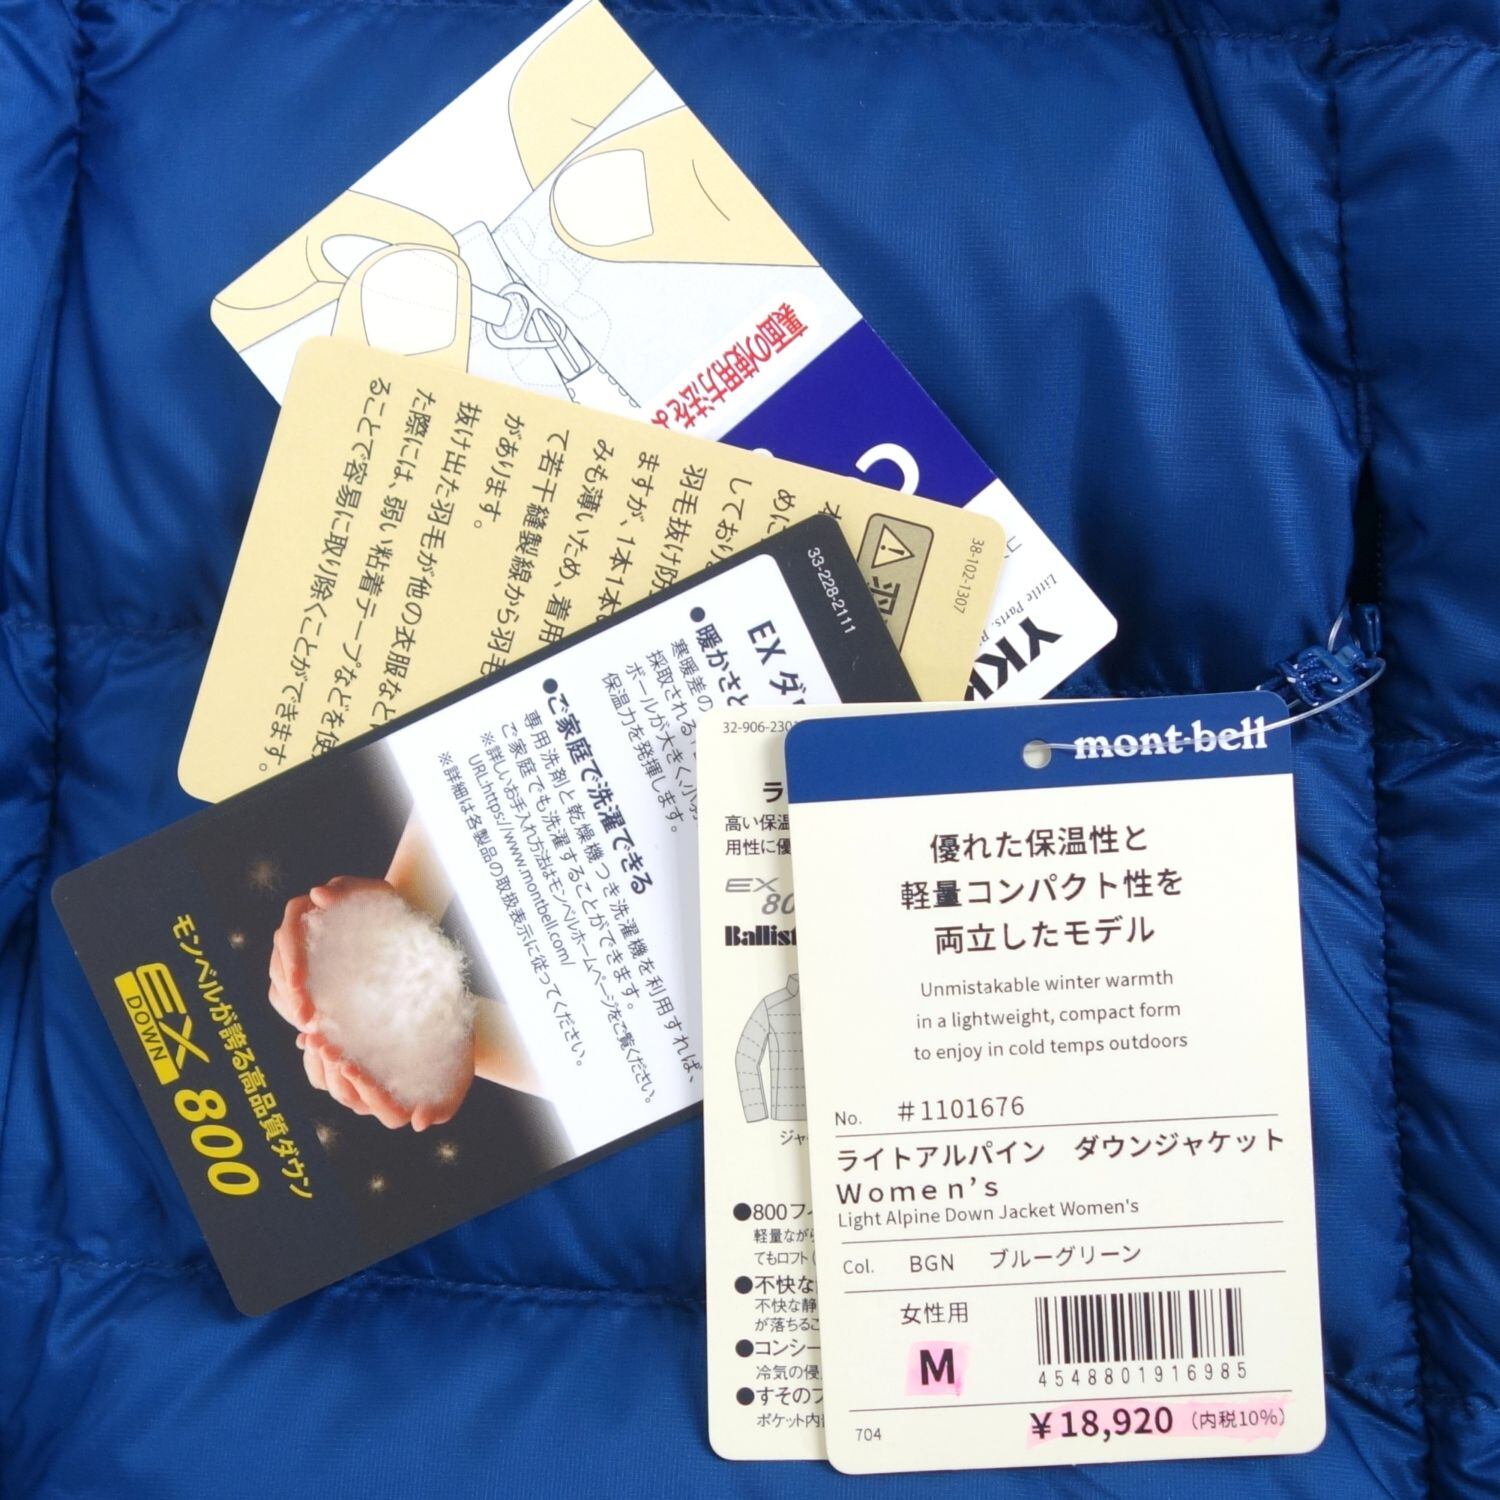 裏面の使用方法をよ
YKK
Little Parts.
38-102-1307
羽毛抜け防
ますが、1本1本
みも薄いため、着用
て若干縫製線から羽毛
があります。
抜け出た羽毛が他の衣服など
た際には、弱い粘着テープなどを使
ることで容易に取り除くことができます。
33-228-2111
EX ダ
●暖かさと
寒暖差の
採取される
ボールが大きく
保温力を発揮します。
●ご家庭で洗濯できる
専用洗剤と乾燥機つき洗濯機を利用すれば、
ご家庭でも洗濯することができます。
※詳しいお手入れ方法はモンベルホームページをご覧ください。
URL:https://www.montbell.com/
※詳細は各製品の取扱表示に従ってください。
モンベルが誇る高品質ダウン
EX 800
DOWN
32-906-230
ラ
高い保温
用性に優
EX
80
Ballist
ジャ
●800フ
軽量なが
てもロフト
●不快な
不快な静
が落ちるこ
●コンシー
冷気の侵
●すそのフ
ポケット内
mont-bell
優れた保温性と
軽量コンパクト性を
両立したモデル
Unmistakable winter warmth
in a lightweight, compact form
to enjoy in cold temps outdoors
No. #1101676
ライトアルパイン ダウンジャケット
Women's
Light Alpine Down Jacket Women's
Col. BGN ブルーグリーン
女性用
M
4548801916985
704 ¥18,920 (内税10%)